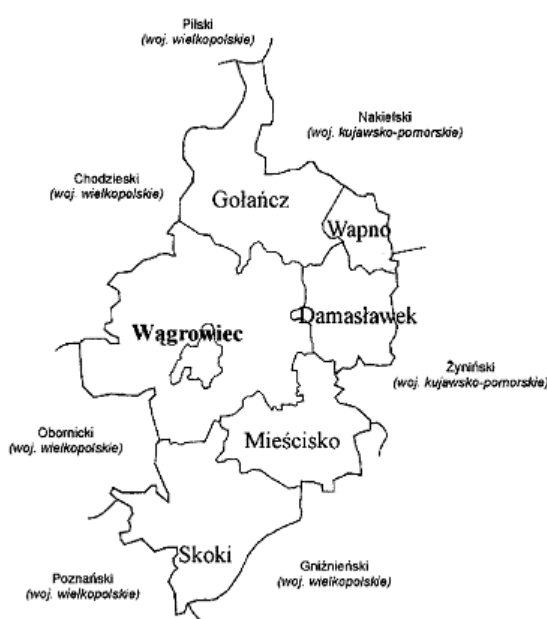 Pilski
(woj. wielkopolskie)
Nakielski
(woj. kujawsko-pomorskie)
Chodzieski
(woj. wielkopolskie)
Gołańcz
Wapno
Damasławek
Wągrowiec
Żyniński
(woj. kujawsko-pomorskie)
Obornicki
(woj. wielkopolskie)
Mieścisko
Skoki
Gnižnieński
(woj. wielkopolskie)
Poznański
(woj. wielkopolskie)